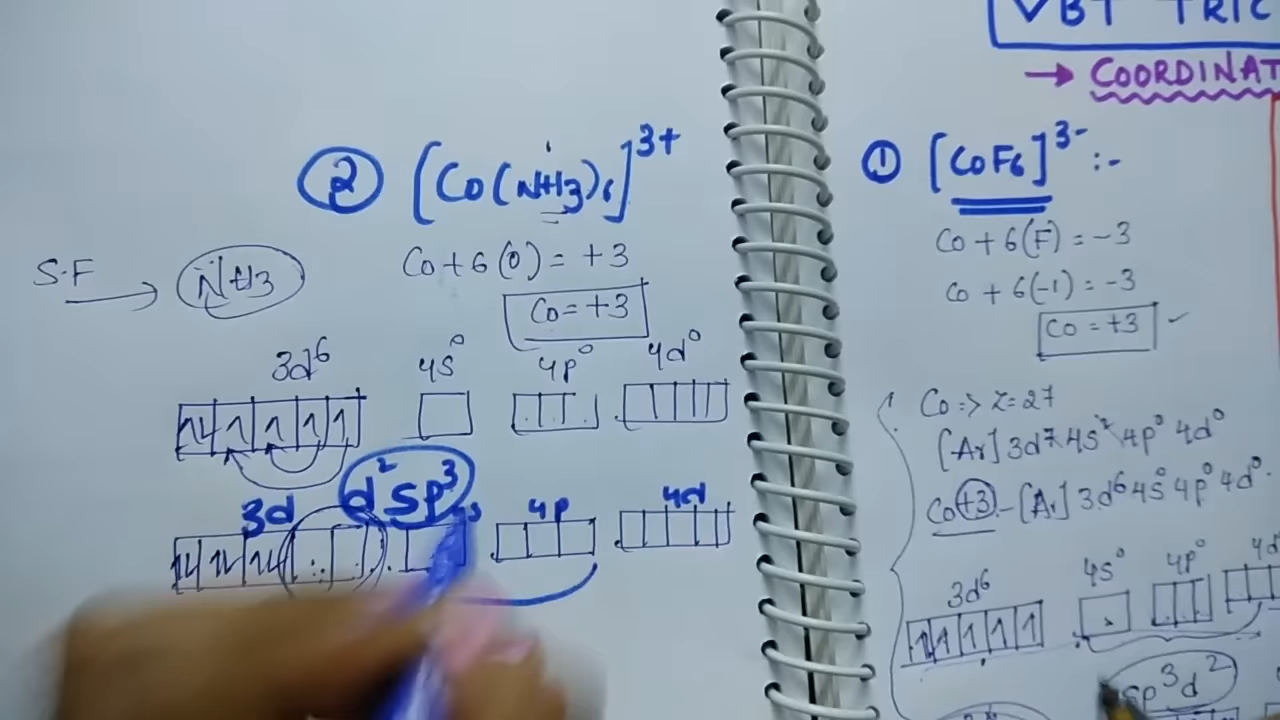 ② [Co(NH3)6]3+
Co+6(0) = +3
Co = +3
S.F → NH3
3d6 4s0 4p0 4d0
d2sp3
3d 4p 4d
VBT TRIC
→ COORDINAT
① [CoF6]3- :-
Co + 6(F) = -3
Co + 6(-1) = -3
Co = +3
Co => Z=27
[Ar] 3d7 4s2 4p0 4d0
Co+3 - [Ar] 3d6 4s0 4p0 4d0.
3d6 4s0 4p0 4d
sp3d2